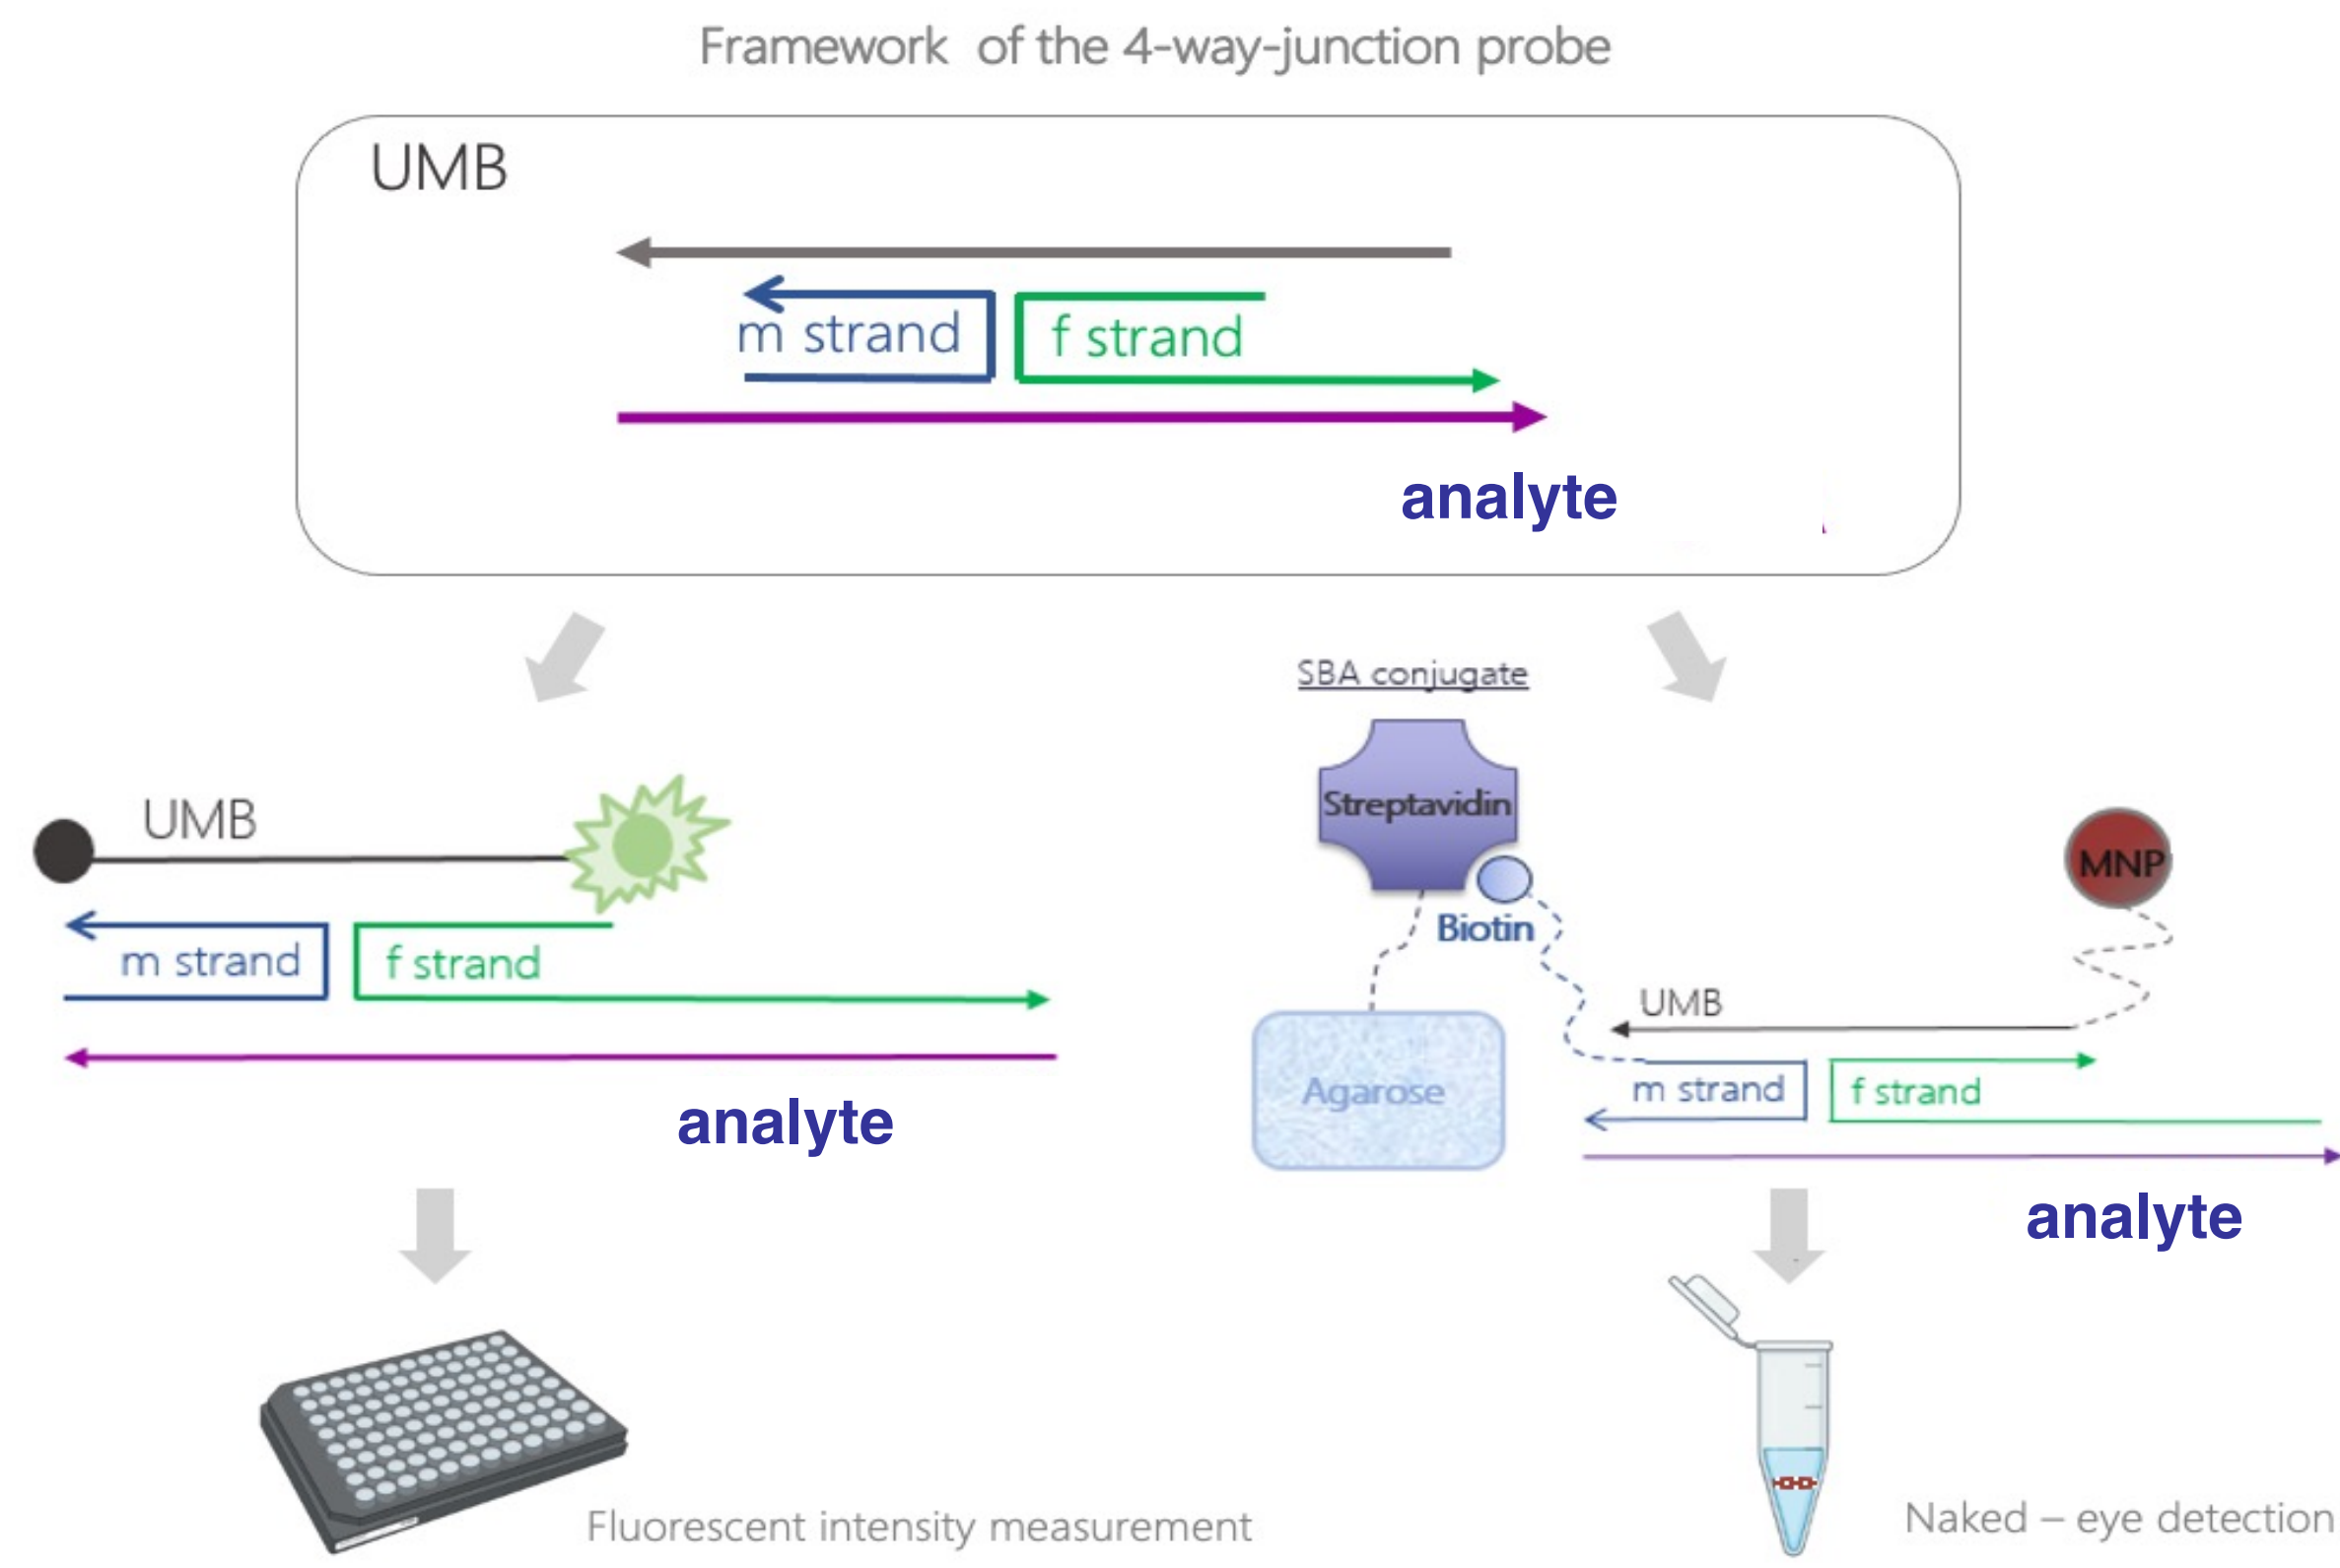 Framework of the 4-way-junction probe
UMB
m strand
f strand
analyte
SBA conjugate
Streptavidin
Biotin
Agarose
MNP
UMB
m strand
f strand
analyte
UMB
m strand
f strand
analyte
Fluorescent intensity measurement
Naked – eye detection